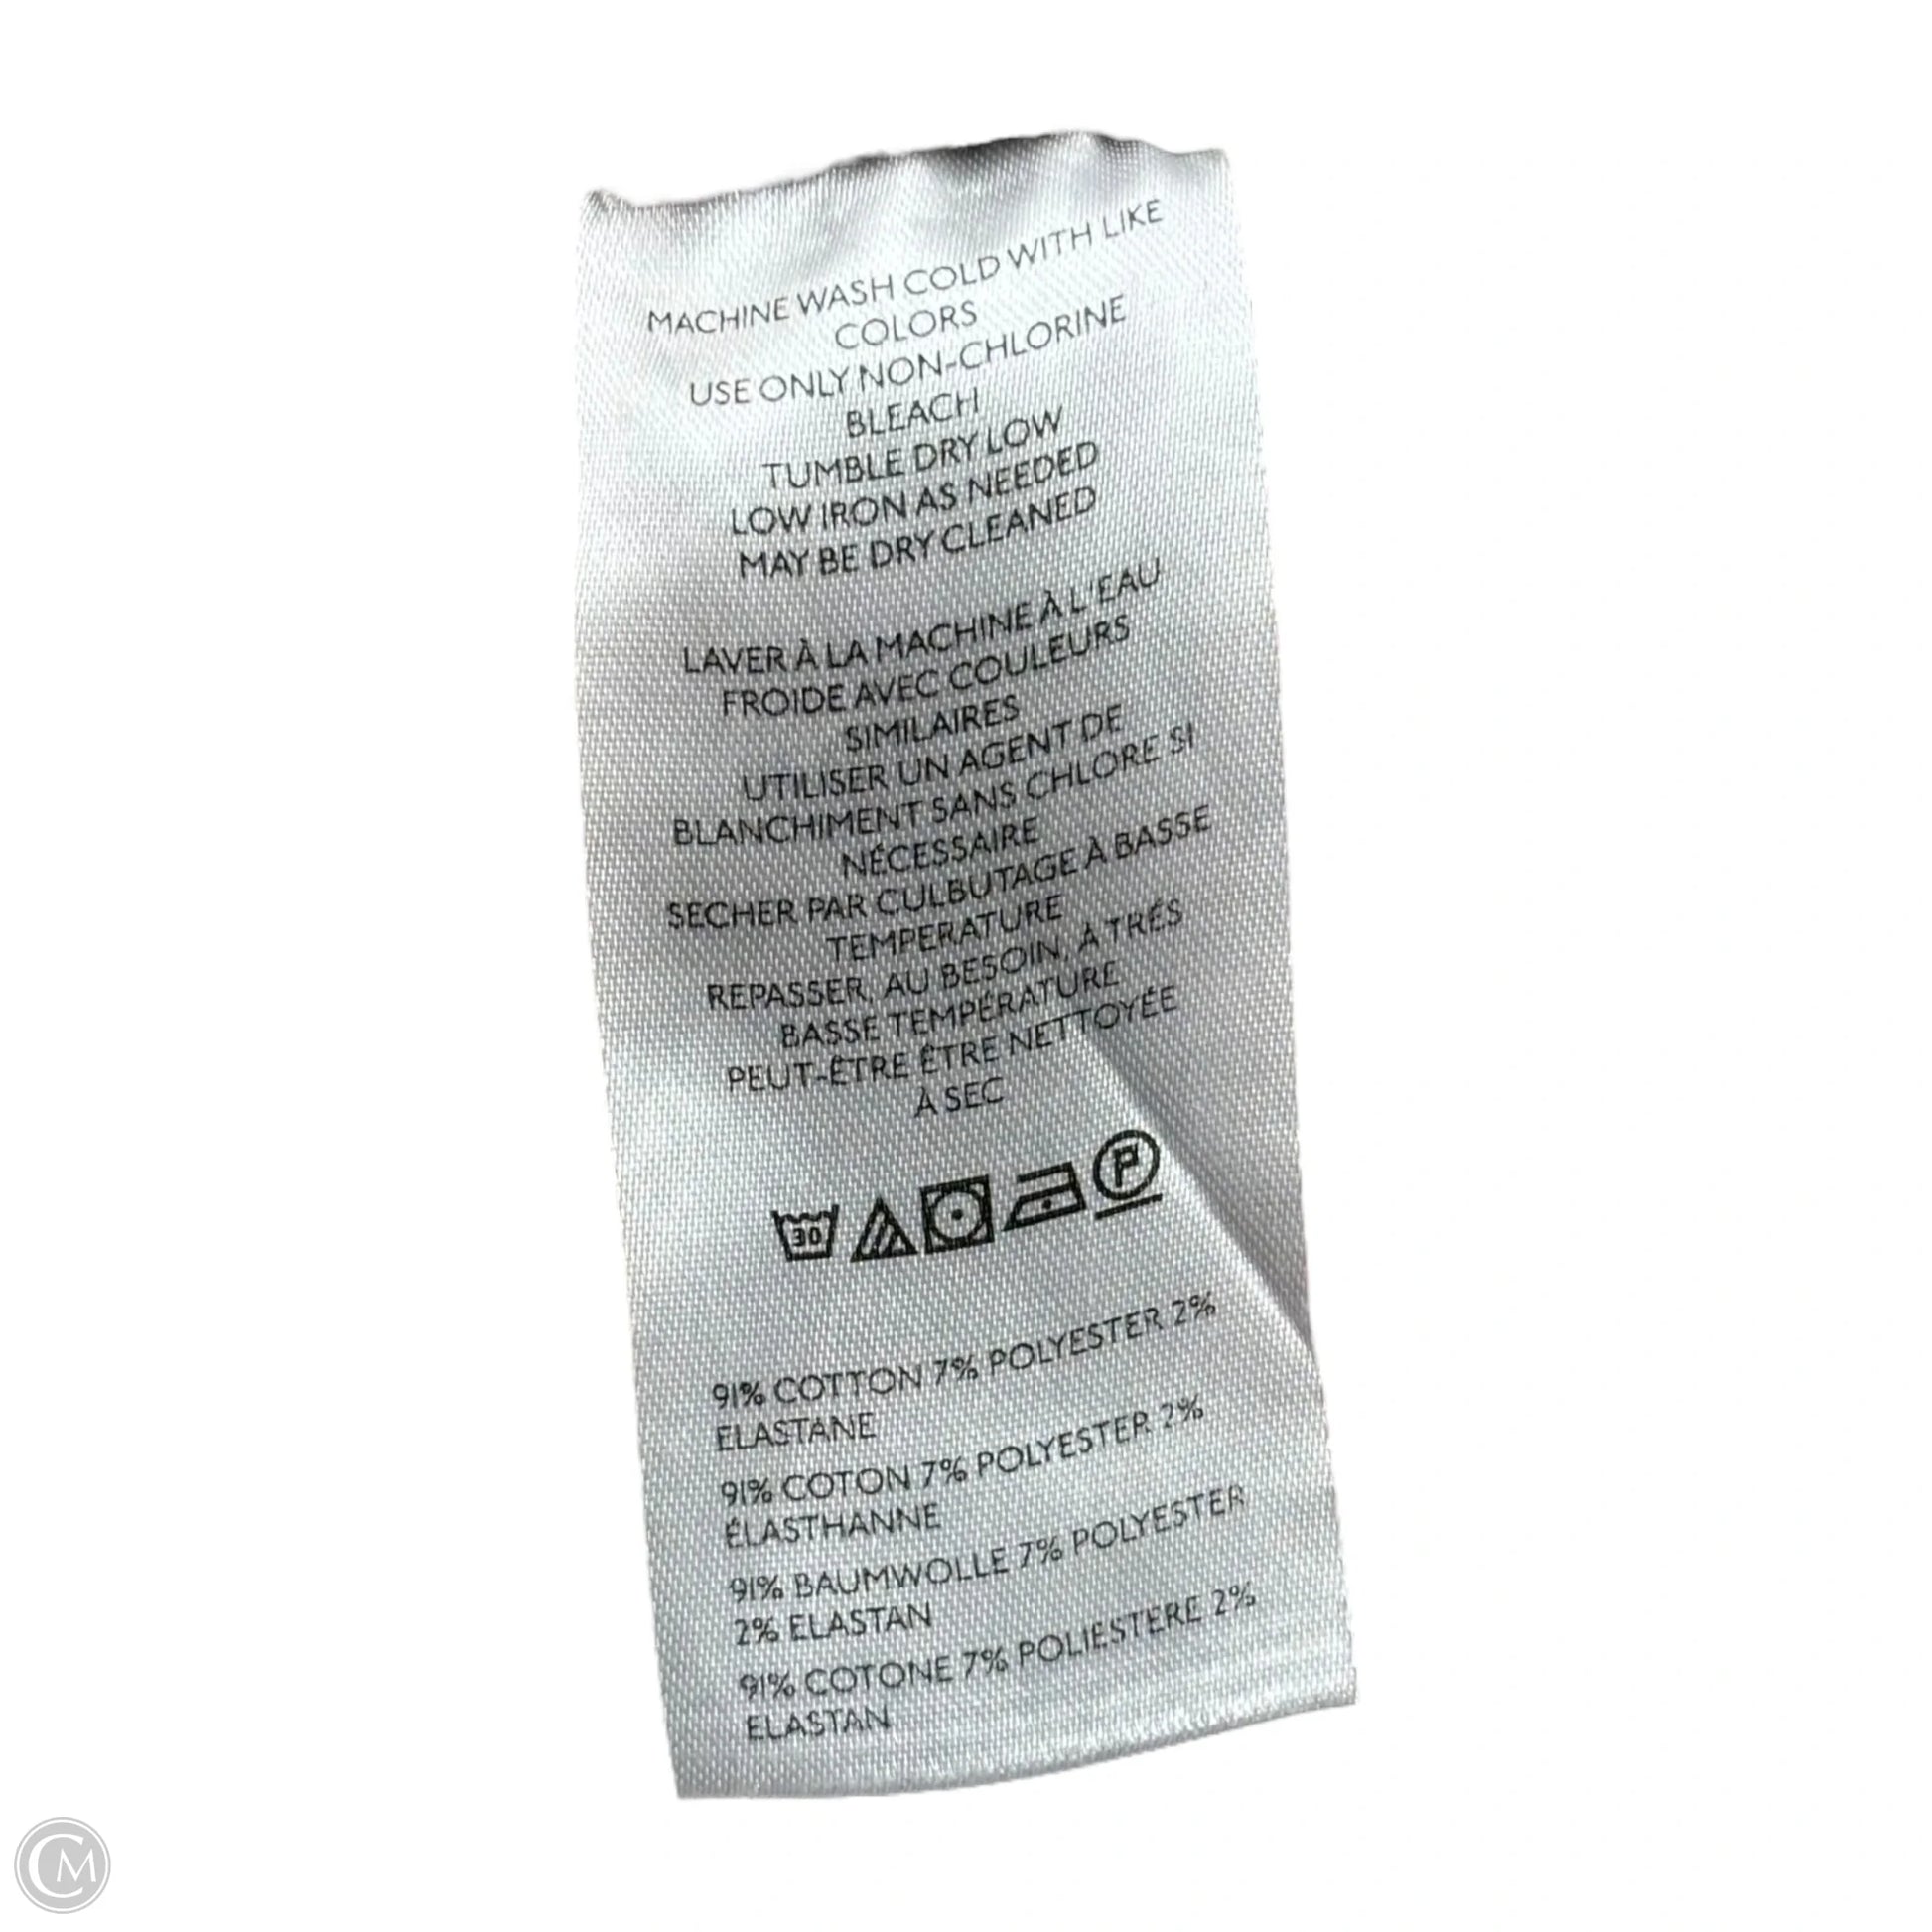 MACHINE WASH COLD WITH LIKE
COLORS
USE ONLY NON-CHLORINE
BLEACH
TUMBLE DRY LOW
LOW IRON AS NEEDED
MAY BE DRY CLEANED
LAVER À LA MACHINE À L'EAU
FROIDE AVEC COULEURS
SIMILAIRES
UTILISER UN AGENT DE
BLANCHIMENT SANS CHLORE SI
NÉCESSAIRE
SECHER PAR CULBUTAGE À BASSE
TEMPERATURE
REPASSER, AU BESOIN, À TRÉS
BASSE TEMPÉRATURE
PEUT-ÊTRE ÊTRE NETTOYÉE
À SEC
30 P
91% COTTON 7% POLYESTER 2%
ELASTANE
91% COTON 7% POLYESTER 2%
ÉLASTHANNE
91% BAUMWOLLE 7% POLYESTER
2% ELASTAN
91% COTONE 7% POLIESTERE 2%
ELASTAN
CM